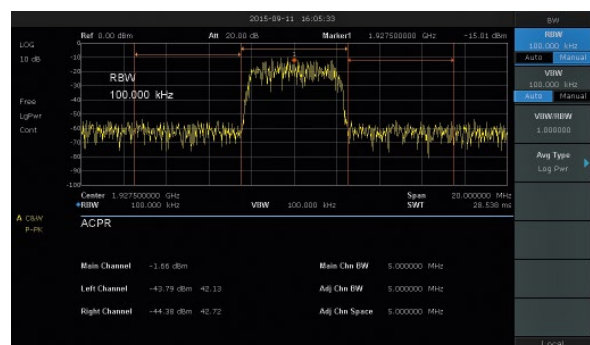 2015-09-11 16:05:33
BW
Ref 0.00 dBm Att 20.00 dB Marker1 1.927500000 GHz -15.01 dBm
LOG
10 dB
Free
LgPwr
Cont
A C&W
P-PK
0
-10
-20
-30
-40
-50
-60
-70
-80
-90
-100
RBW
100.000 kHz
Center 1.927500000 GHz Span 20.000000 MHz
RBW 100.000 kHz VBW 100.000 kHz SWT 28.538 ms
ACPR
Main Channel -1.66 dBm Main Chn BW 5.000000 MHz
Left Channel -43.79 dBm 42.13 Adj Chn BW 5.000000 MHz
Right Channel -44.38 dBm 42.72 Adj Chn Space 5.000000 MHz
RBW
100.000 kHz
Auto Manual
VBW
100.000 kHz
Auto Manual
VBW/RBW
1.000000
Avg Type
Log Pwr
Local